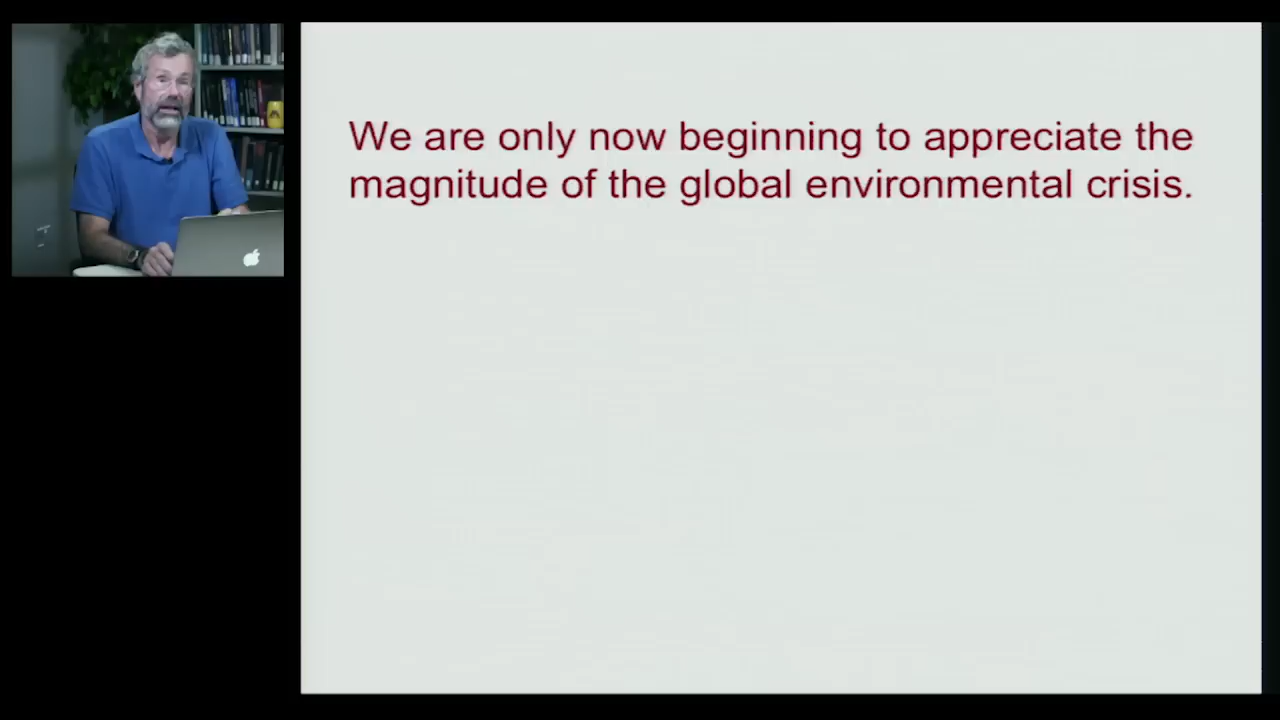 We are only now beginning to appreciate the
magnitude of the global environmental crisis.